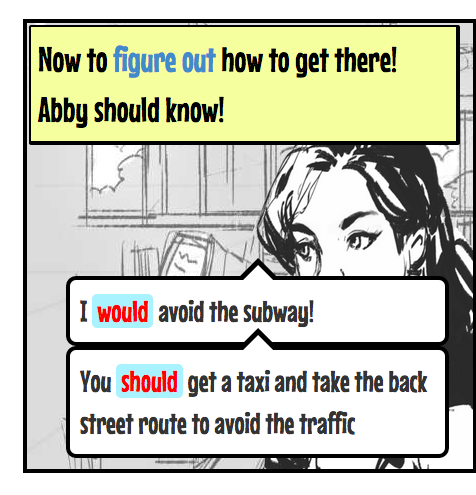 Now to figure out how to get there!
Abby should know!
I would avoid the subway!
You should get a taxi and take the back
street route to avoid the traffic